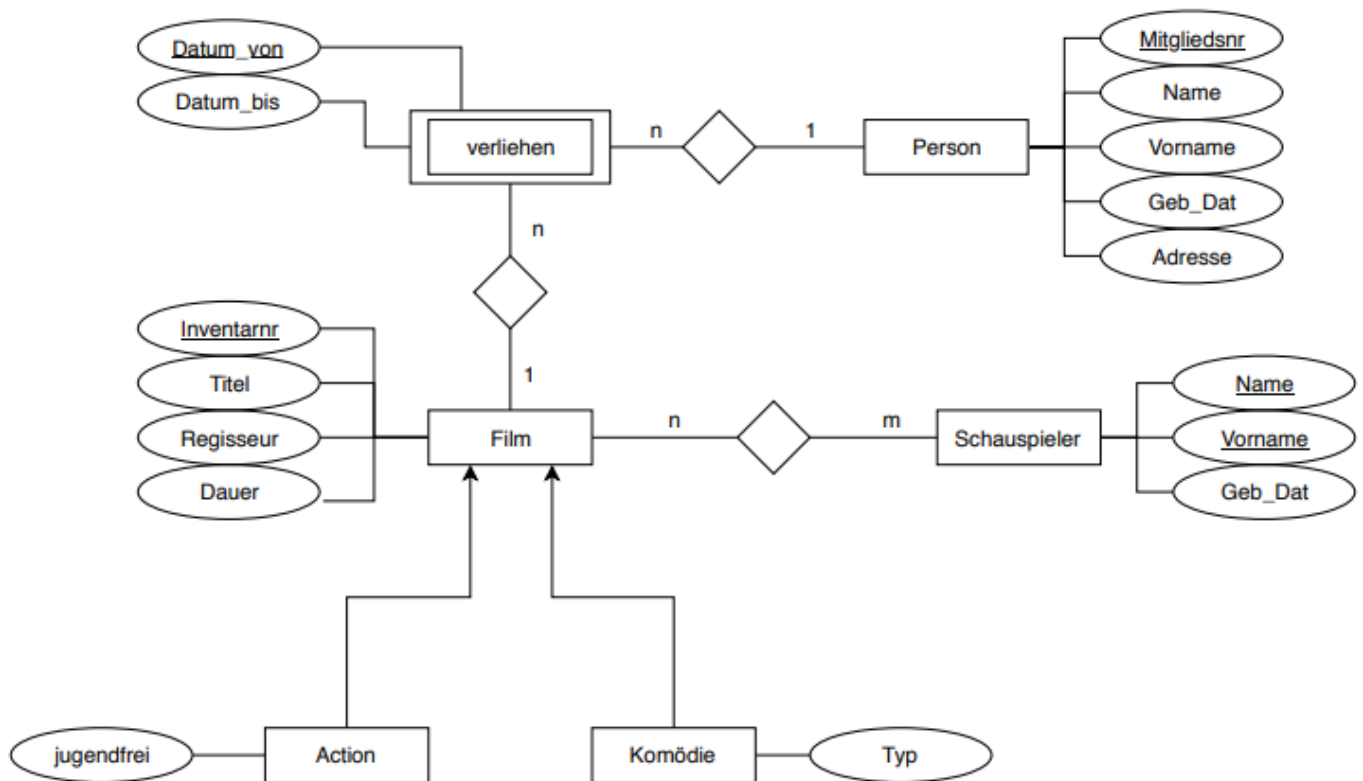 Datum_von
Datum_bis
verliehen
n
1
Person
Mitgliedsnr
Name
Vorname
Geb_Dat
Adresse
n
1
Inventarnr
Titel
Regisseur
Dauer
Film
n
m
Schauspieler
Name
Vorname
Geb_Dat
jugendfrei
Action
Komödie
Typ